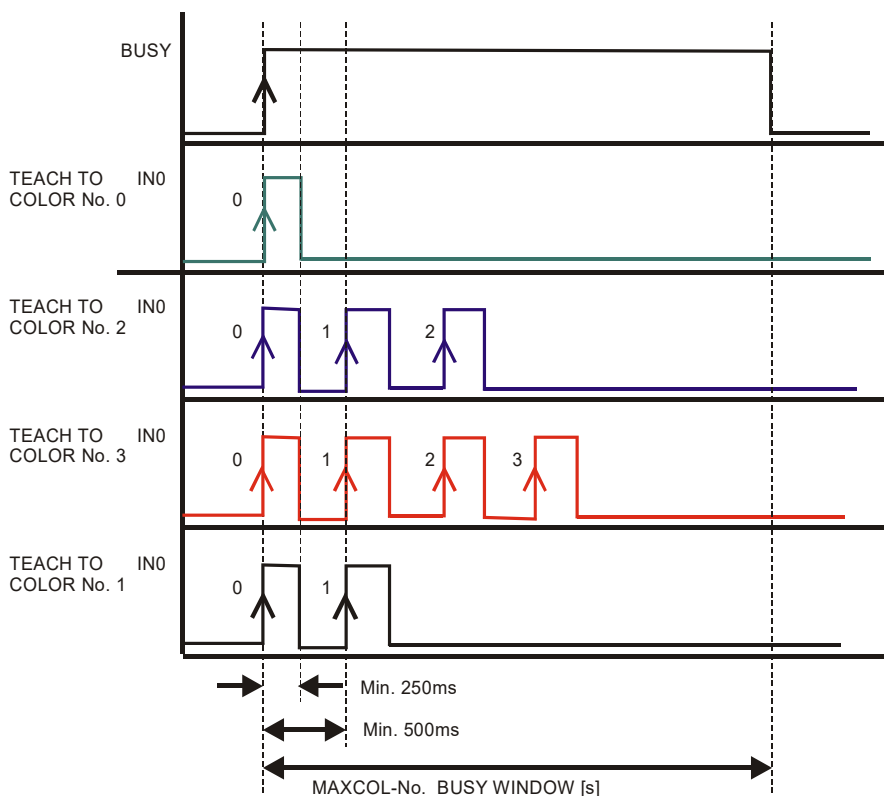 BUSY
TEACH TO IN0
COLOR No. 0
0
TEACH TO IN0
COLOR No. 2
0 1 2
TEACH TO IN0
COLOR No. 3
0 1 2 3
TEACH TO IN0
COLOR No. 1
0 1
Min. 250ms
Min. 500ms
MAXCOL-No. BUSY WINDOW [s]